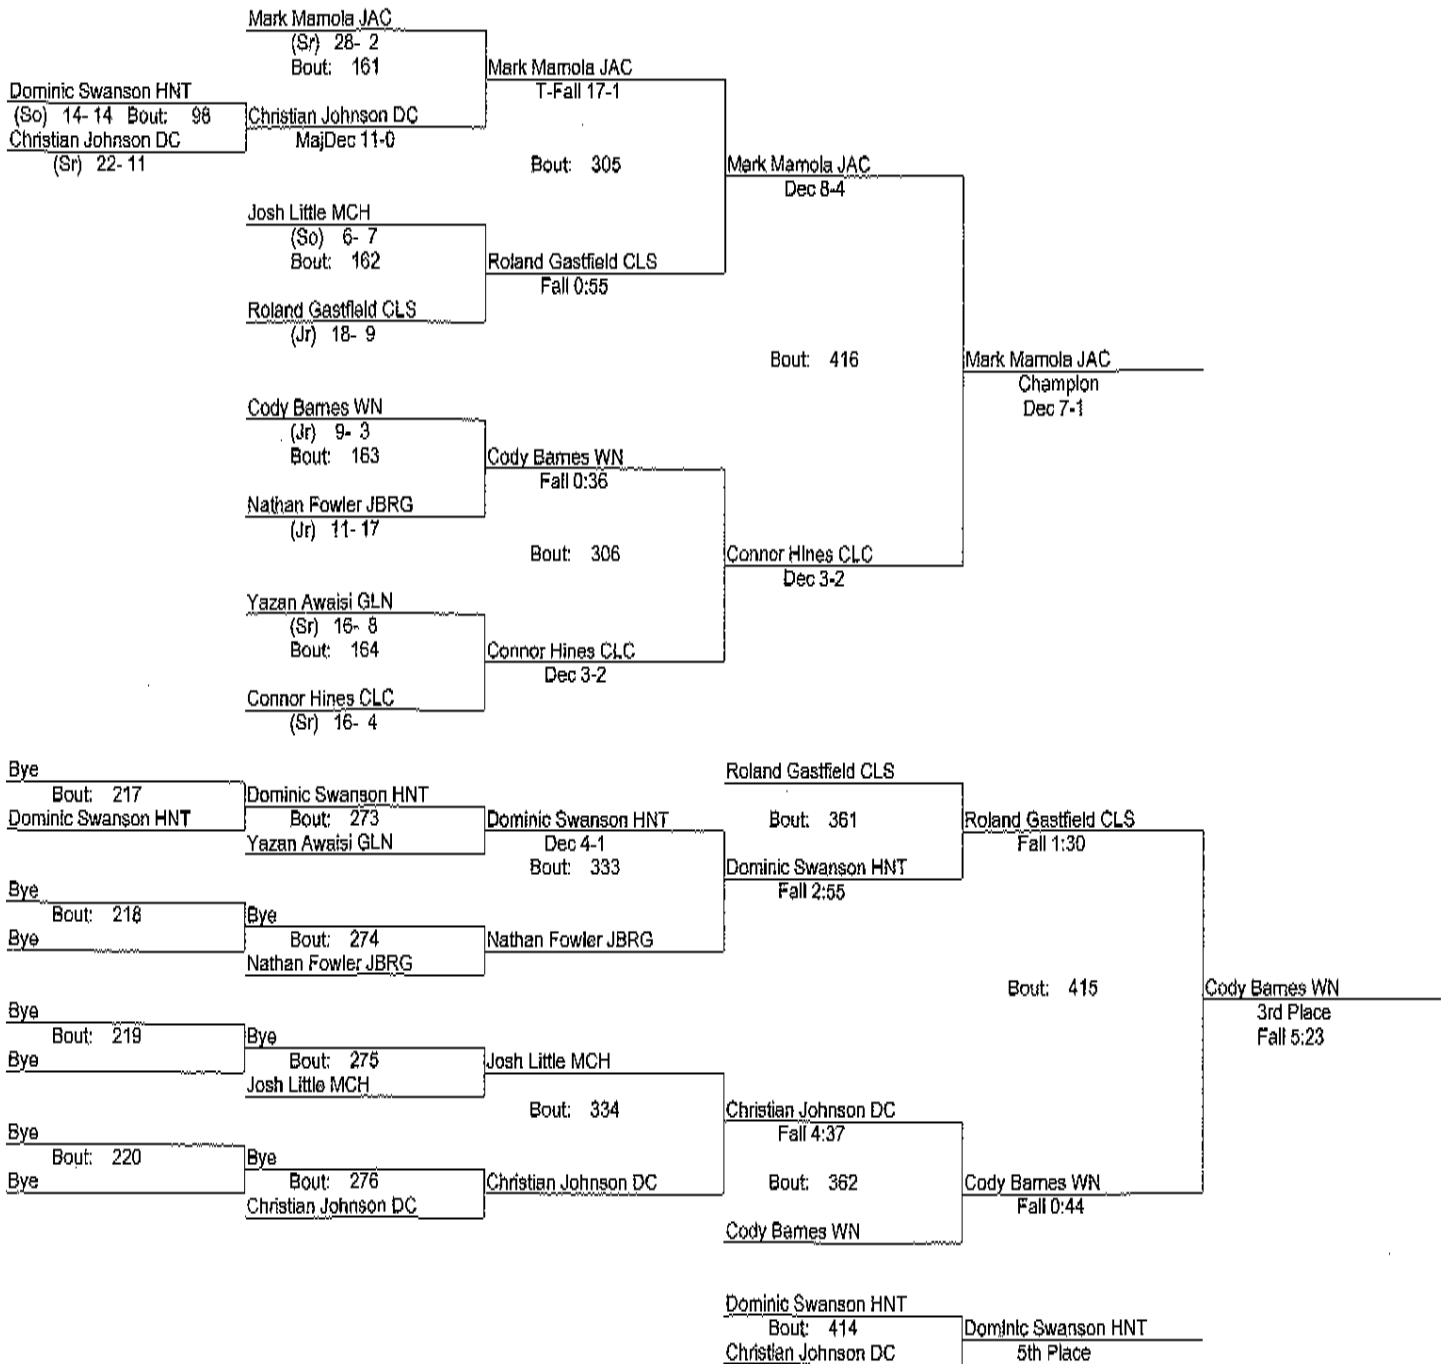 Mark Mamola JAC
(Sr) 28- 2
Bout: 161
Mark Mamola JAC
T-Fall 17-1
Dominic Swanson HNT
(So) 14- 14 Bout: 98
Christian Johnson DC
(Sr) 22- 11
Christian Johnson DC
MajDec 11-0
Bout: 305
Mark Mamola JAC
Dec 8-4
Josh Little MCH
(So) 6- 7
Bout: 162
Roland Gastfield CLS
Fall 0:55
Roland Gastfield CLS
(Jr) 18- 9
Bout: 416
Mark Mamola JAC
Champion
Dec 7-1
Cody Barnes WN
(Jr) 9- 3
Bout: 163
Cody Barnes WN
Fall 0:36
Nathan Fowler JBRG
(Jr) 11- 17
Bout: 306
Connor Hines CLC
Dec 3-2
Yazan Awaisi GLN
(Sr) 16- 8
Bout: 164
Connor Hines CLC
Dec 3-2
Connor Hines CLC
(Sr) 16- 4
Bye
Bout: 217
Dominic Swanson HNT
Dominic Swanson HNT
Bout: 273
Yazan Awaisi GLN
Dominic Swanson HNT
Dec 4-1
Bout: 333
Roland Gastfield CLS
Bout: 361
Dominic Swanson HNT
Fall 2:55
Roland Gastfield CLS
Fall 1:30
Bye
Bout: 218
Bye
Bye
Bout: 274
Nathan Fowler JBRG
Nathan Fowler JBRG
Bout: 415
Cody Barnes WN
3rd Place
Fall 5:23
Bye
Bout: 219
Bye
Bye
Bout: 275
Josh Little MCH
Josh Little MCH
Bout: 334
Christian Johnson DC
Fall 4:37
Bye
Bout: 220
Bye
Bye
Bout: 276
Christian Johnson DC
Christian Johnson DC
Bout: 362
Cody Barnes WN
Cody Barnes WN
Fall 0:44
Dominic Swanson HNT
Bout: 414
Christian Johnson DC
Dominic Swanson HNT
5th Place